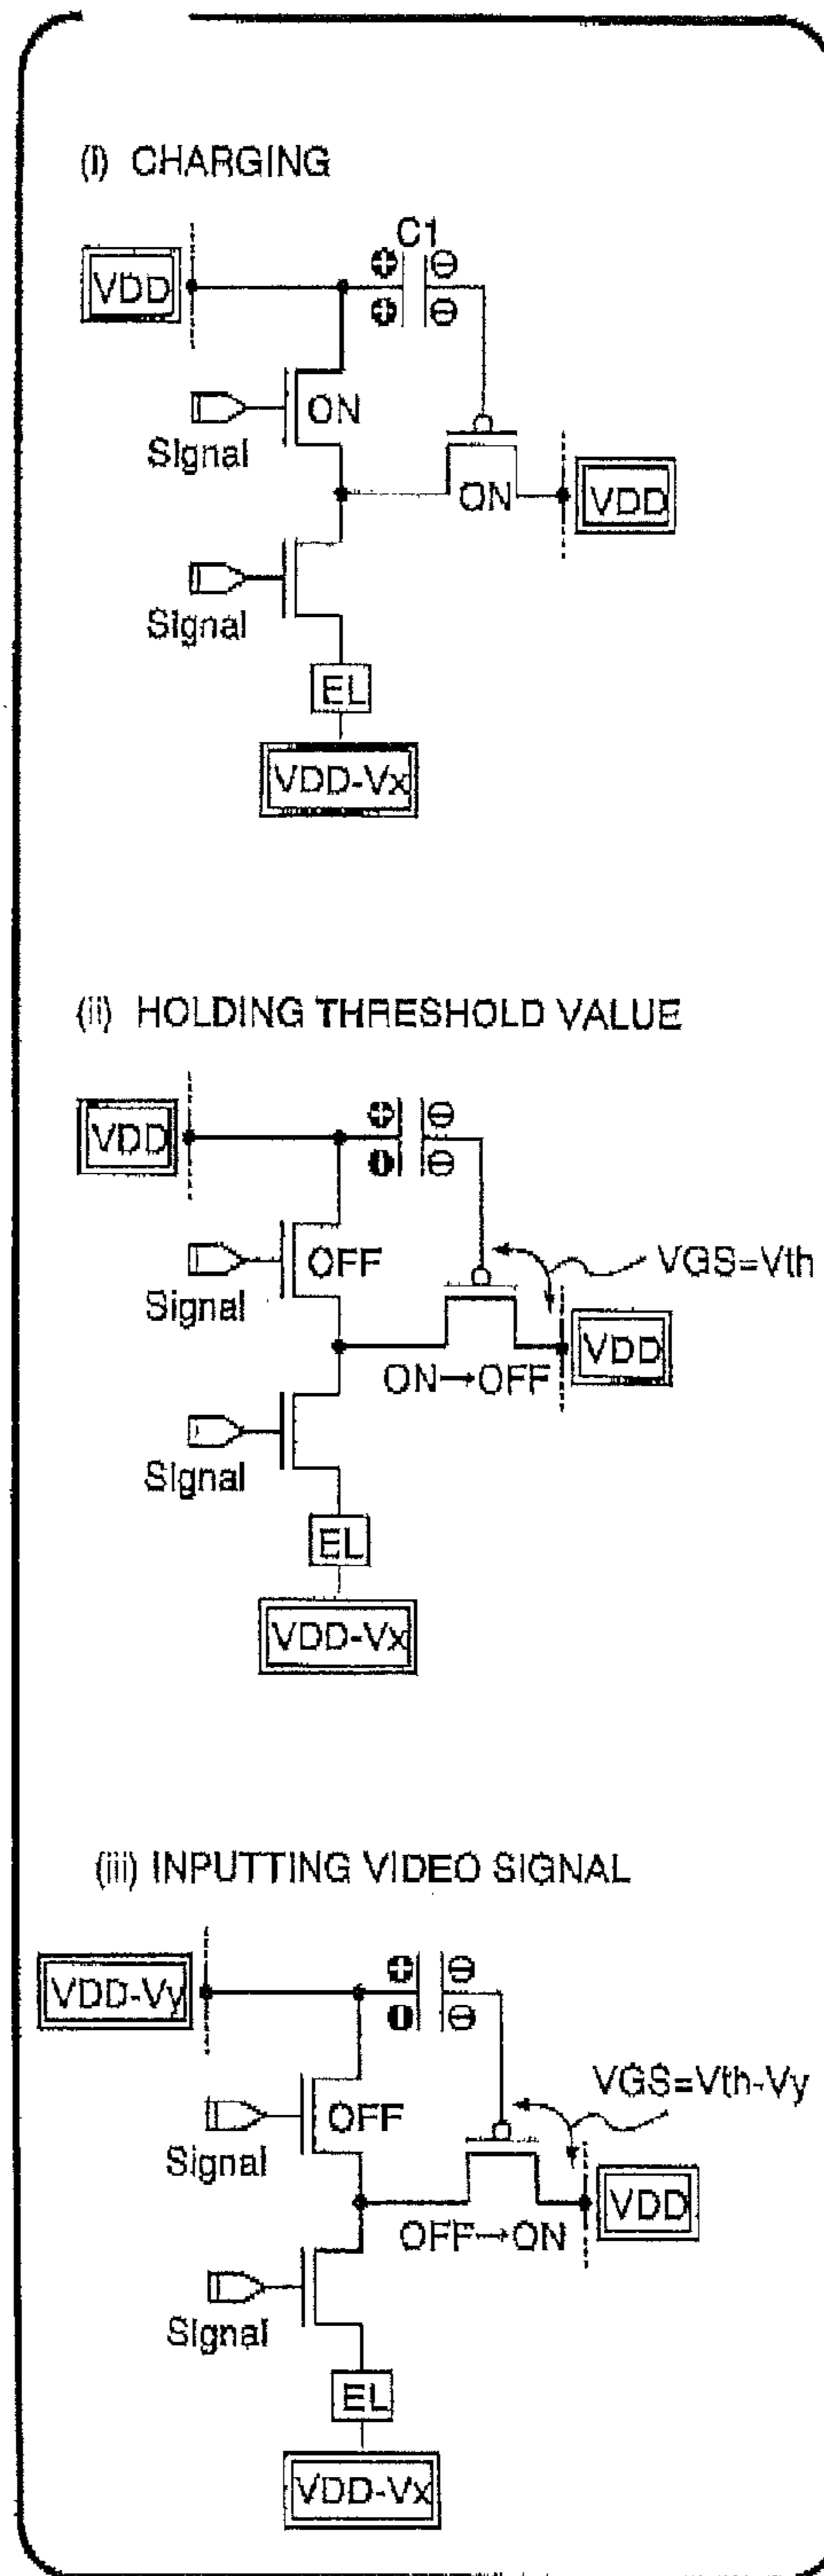 (i) CHARGING
C1
⊕ ⊖
VDD
⊕ ⊖
ON
Signal
ON
VDD
Signal
EL
VDD-Vx
(ii) HOLDING THRESHOLD VALUE
⊕ ⊖
VDD
⊖
OFF
VGS=Vth
Signal
VDD
ON→OFF
Signal
EL
VDD-Vx
(iii) INPUTTING VIDEO SIGNAL
⊕ ⊖
VDD-Vy
⊖
VGS=Vth-Vy
OFF
Signal
VDD
OFF→ON
Signal
EL
VDD-Vx